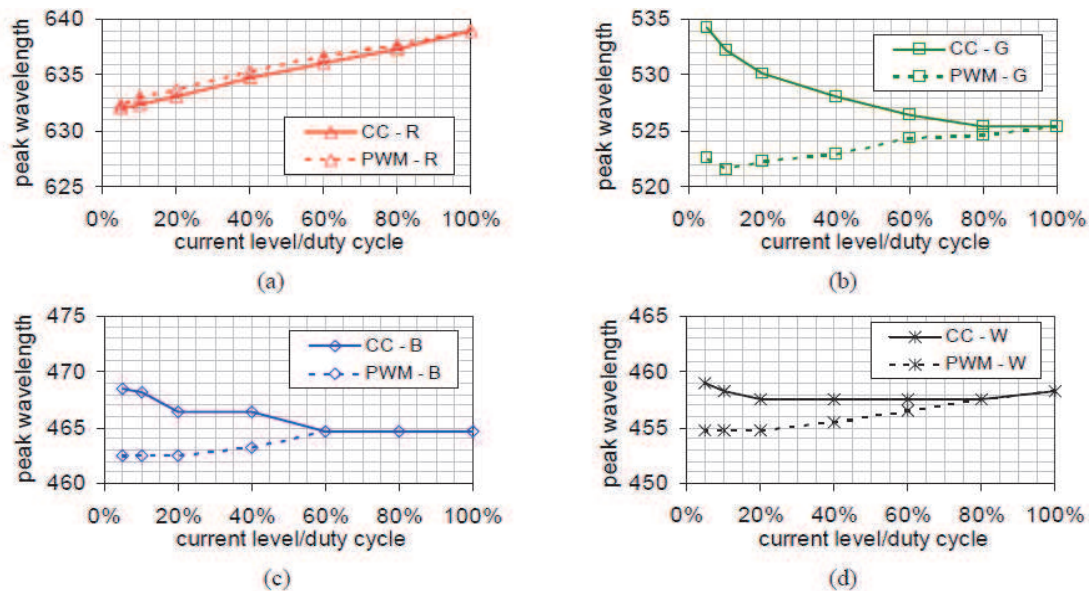 640
635
630
625
peak wavelength
CC - R
PWM - R
0% 20% 40% 60% 80% 100%
current level/duty cycle
(a)
535
530
525
520
peak wavelength
CC - G
PWM - G
0% 20% 40% 60% 80% 100%
current level/duty cycle
(b)
475
470
465
460
peak wavelength
CC - B
PWM - B
0% 20% 40% 60% 80% 100%
current level/duty cycle
(c)
465
460
455
450
peak wavelength
CC - W
PWM - W
0% 20% 40% 60% 80% 100%
current level/duty cycle
(d)